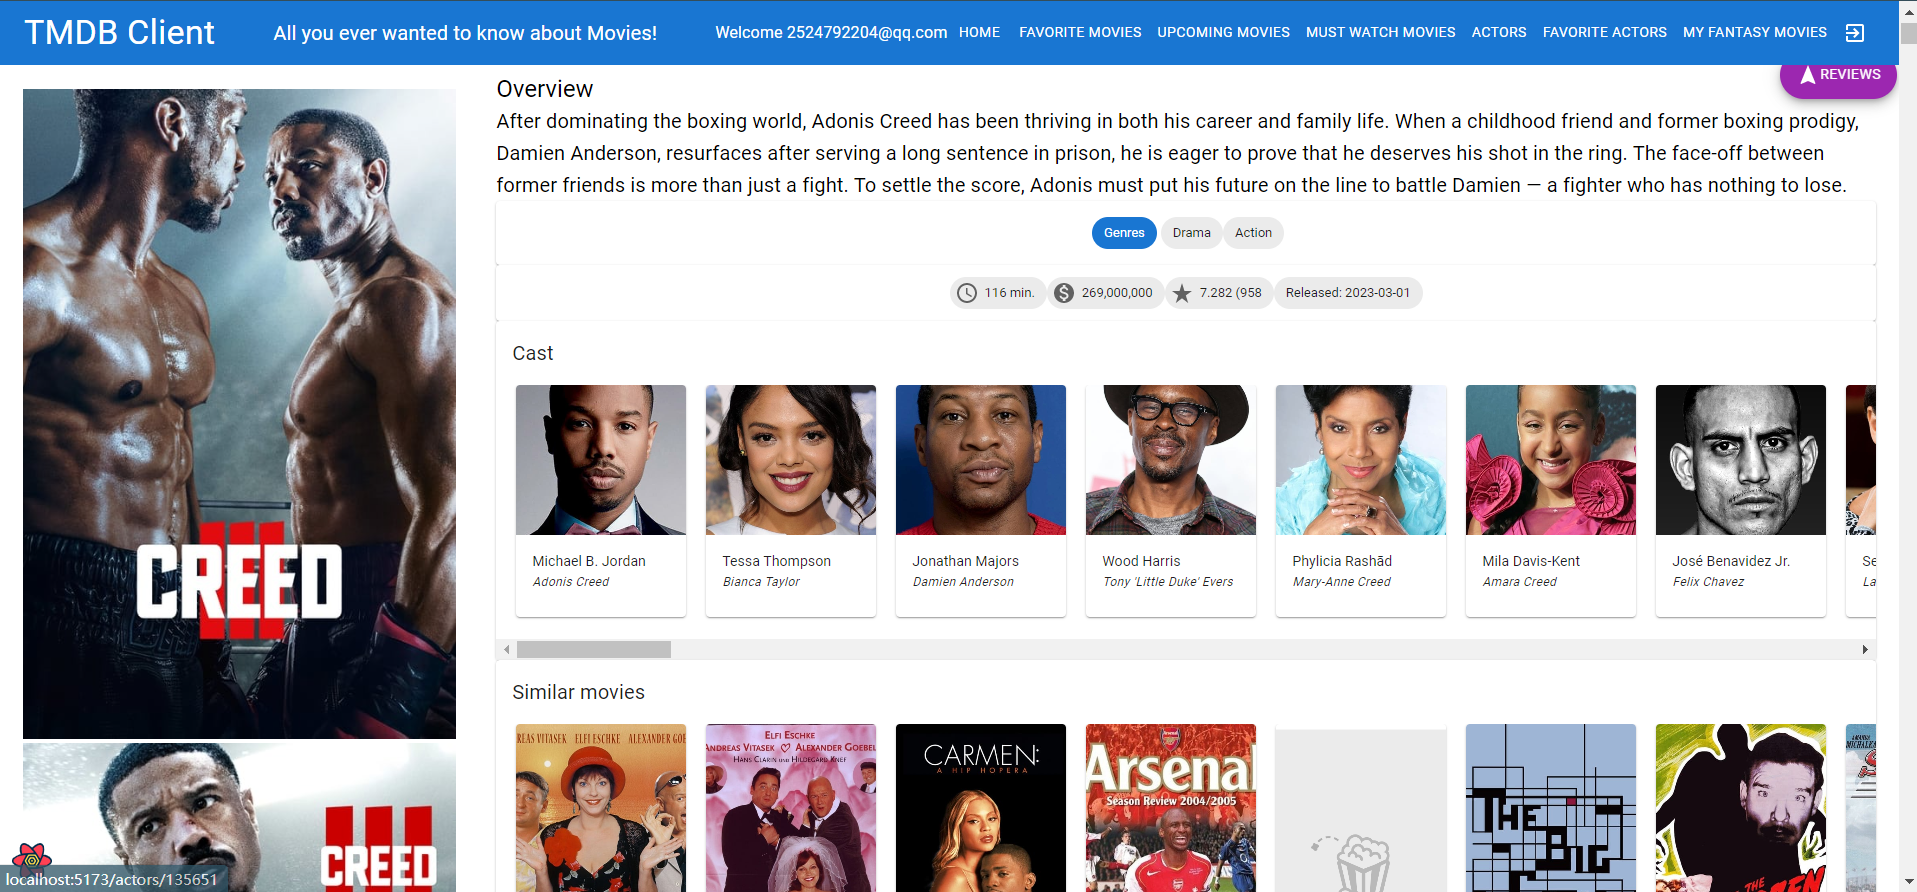 TMDB Client
All you ever wanted to know about Movies!
Welcome 2524792204@qq.com
HOME
FAVORITE MOVIES
UPCOMING MOVIES
MUST WATCH MOVIES
ACTORS
FAVORITE ACTORS
MY FANTASY MOVIES
REVIEWS
Overview
After dominating the boxing world, Adonis Creed has been thriving in both his career and family life. When a childhood friend and former boxing prodigy,
Damien Anderson, resurfaces after serving a long sentence in prison, he is eager to prove that he deserves his shot in the ring. The face-off between
former friends is more than just a fight. To settle the score, Adonis must put his future on the line to battle Damien — a fighter who has nothing to lose.
Genres
Drama
Action
116 min.
269,000,000
7.282 (958
Released: 2023-03-01
CREED
III
Cast
Michael B. Jordan
Adonis Creed
Tessa Thompson
Bianca Taylor
Jonathan Majors
Damien Anderson
Wood Harris
Tony 'Little Duke' Evers
Phylicia Rashād
Mary-Anne Creed
Mila Davis-Kent
Amara Creed
José Benavidez Jr.
Felix Chavez
Se
La
Similar movies
REAS VITASEK ELFI ESCHKE ALEXANDER GOE
ELFI ESCHKE
ANDREAS VITASEK ALEXANDER GOEBEL
HANS CLARIN UND HILDEGARD KNEF
CARMEN:
A HIP HOPERA
Arsenal
Season Review 2004/2005
THE
BIG
MICHALEA
III
CREED
localhost:5173/actors/135651